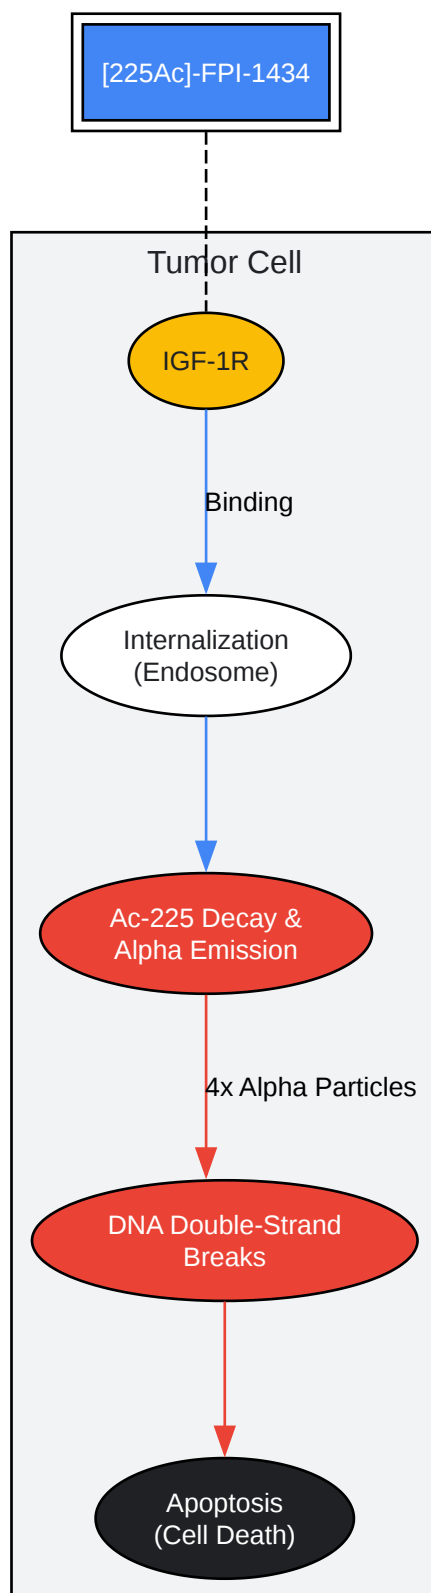 [225Ac]-FPI-1434
Tumor Cell
IGF-1R
Binding
Internalization
(Endosome)
Ac-225 Decay &
Alpha Emission
4x Alpha Particles
DNA Double-Strand
Breaks
Apoptosis
(Cell Death)